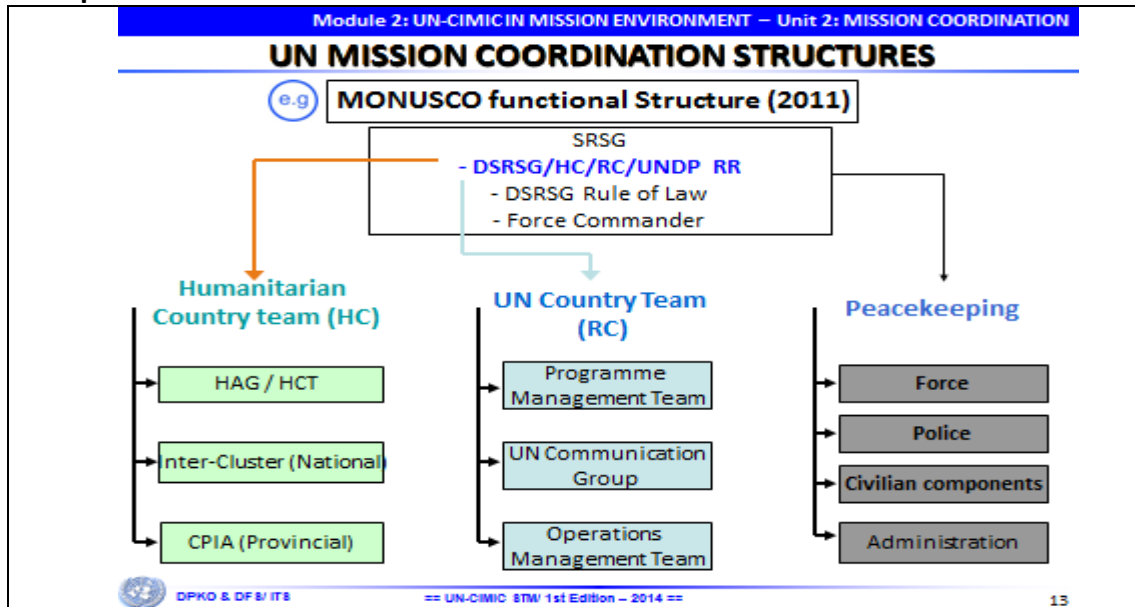 Module 2: UN-CIMIC IN MISSION ENVIRONMENT – Unit 2: MISSION COORDINATION
UN MISSION COORDINATION STRUCTURES
e.g
MONUSCO functional Structure (2011)
SRSG
- DSRSG/HC/RC/UNDP RR
- DSRSG Rule of Law
- Force Commander
Humanitarian
Country team (HC)
HAG / HCT
Inter-Cluster (National)
CPIA (Provincial)
UN Country Team
(RC)
Programme
Management Team
UN Communication
Group
Operations
Management Team
Peacekeeping
Force
Police
Civilian components
Administration
DPKO & DFS/ ITS
== UN-CIMIC STM/ 1st Edition – 2014 ==
13